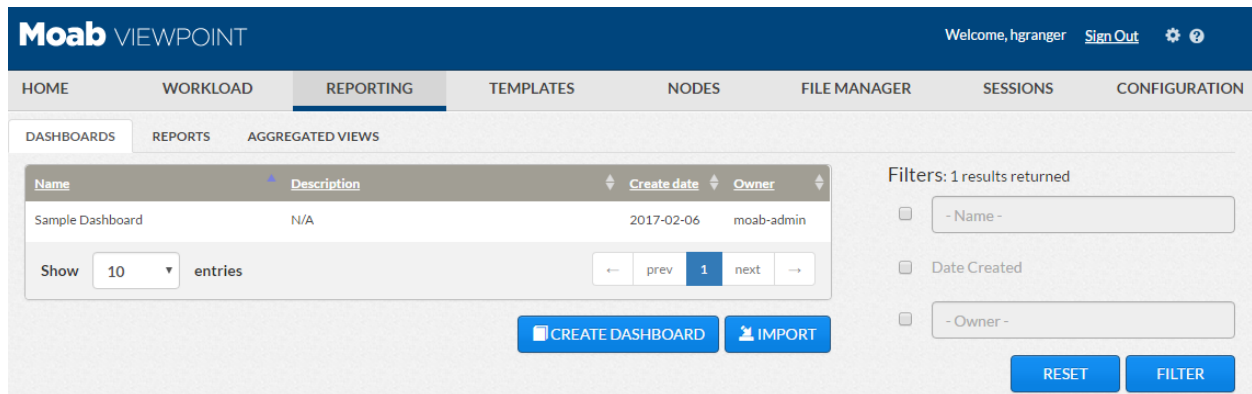 Moab VIEWPOINT
Welcome, hgranger Sign Out
HOME WORKLOAD REPORTING TEMPLATES NODES FILE MANAGER SESSIONS CONFIGURATION
DASHBOARDS REPORTS AGGREGATED VIEWS
Name Description Create date Owner
Sample Dashboard N/A 2017-02-06 moab-admin
Show 10 entries
← prev 1 next →
CREATE DASHBOARD IMPORT
Filters: 1 results returned
- Name -
Date Created
- Owner -
RESET FILTER